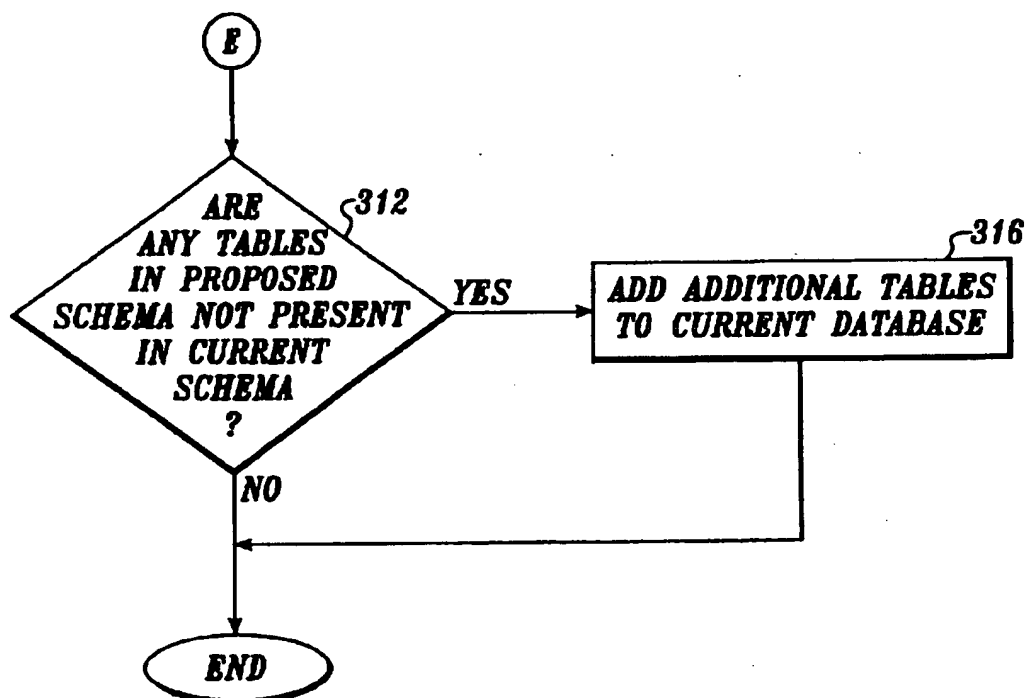 E
ARE
ANY TABLES
IN PROPOSED
SCHEMA NOT PRESENT
IN CURRENT
SCHEMA
?
312
YES
316
ADD ADDITIONAL TABLES
TO CURRENT DATABASE
NO
END